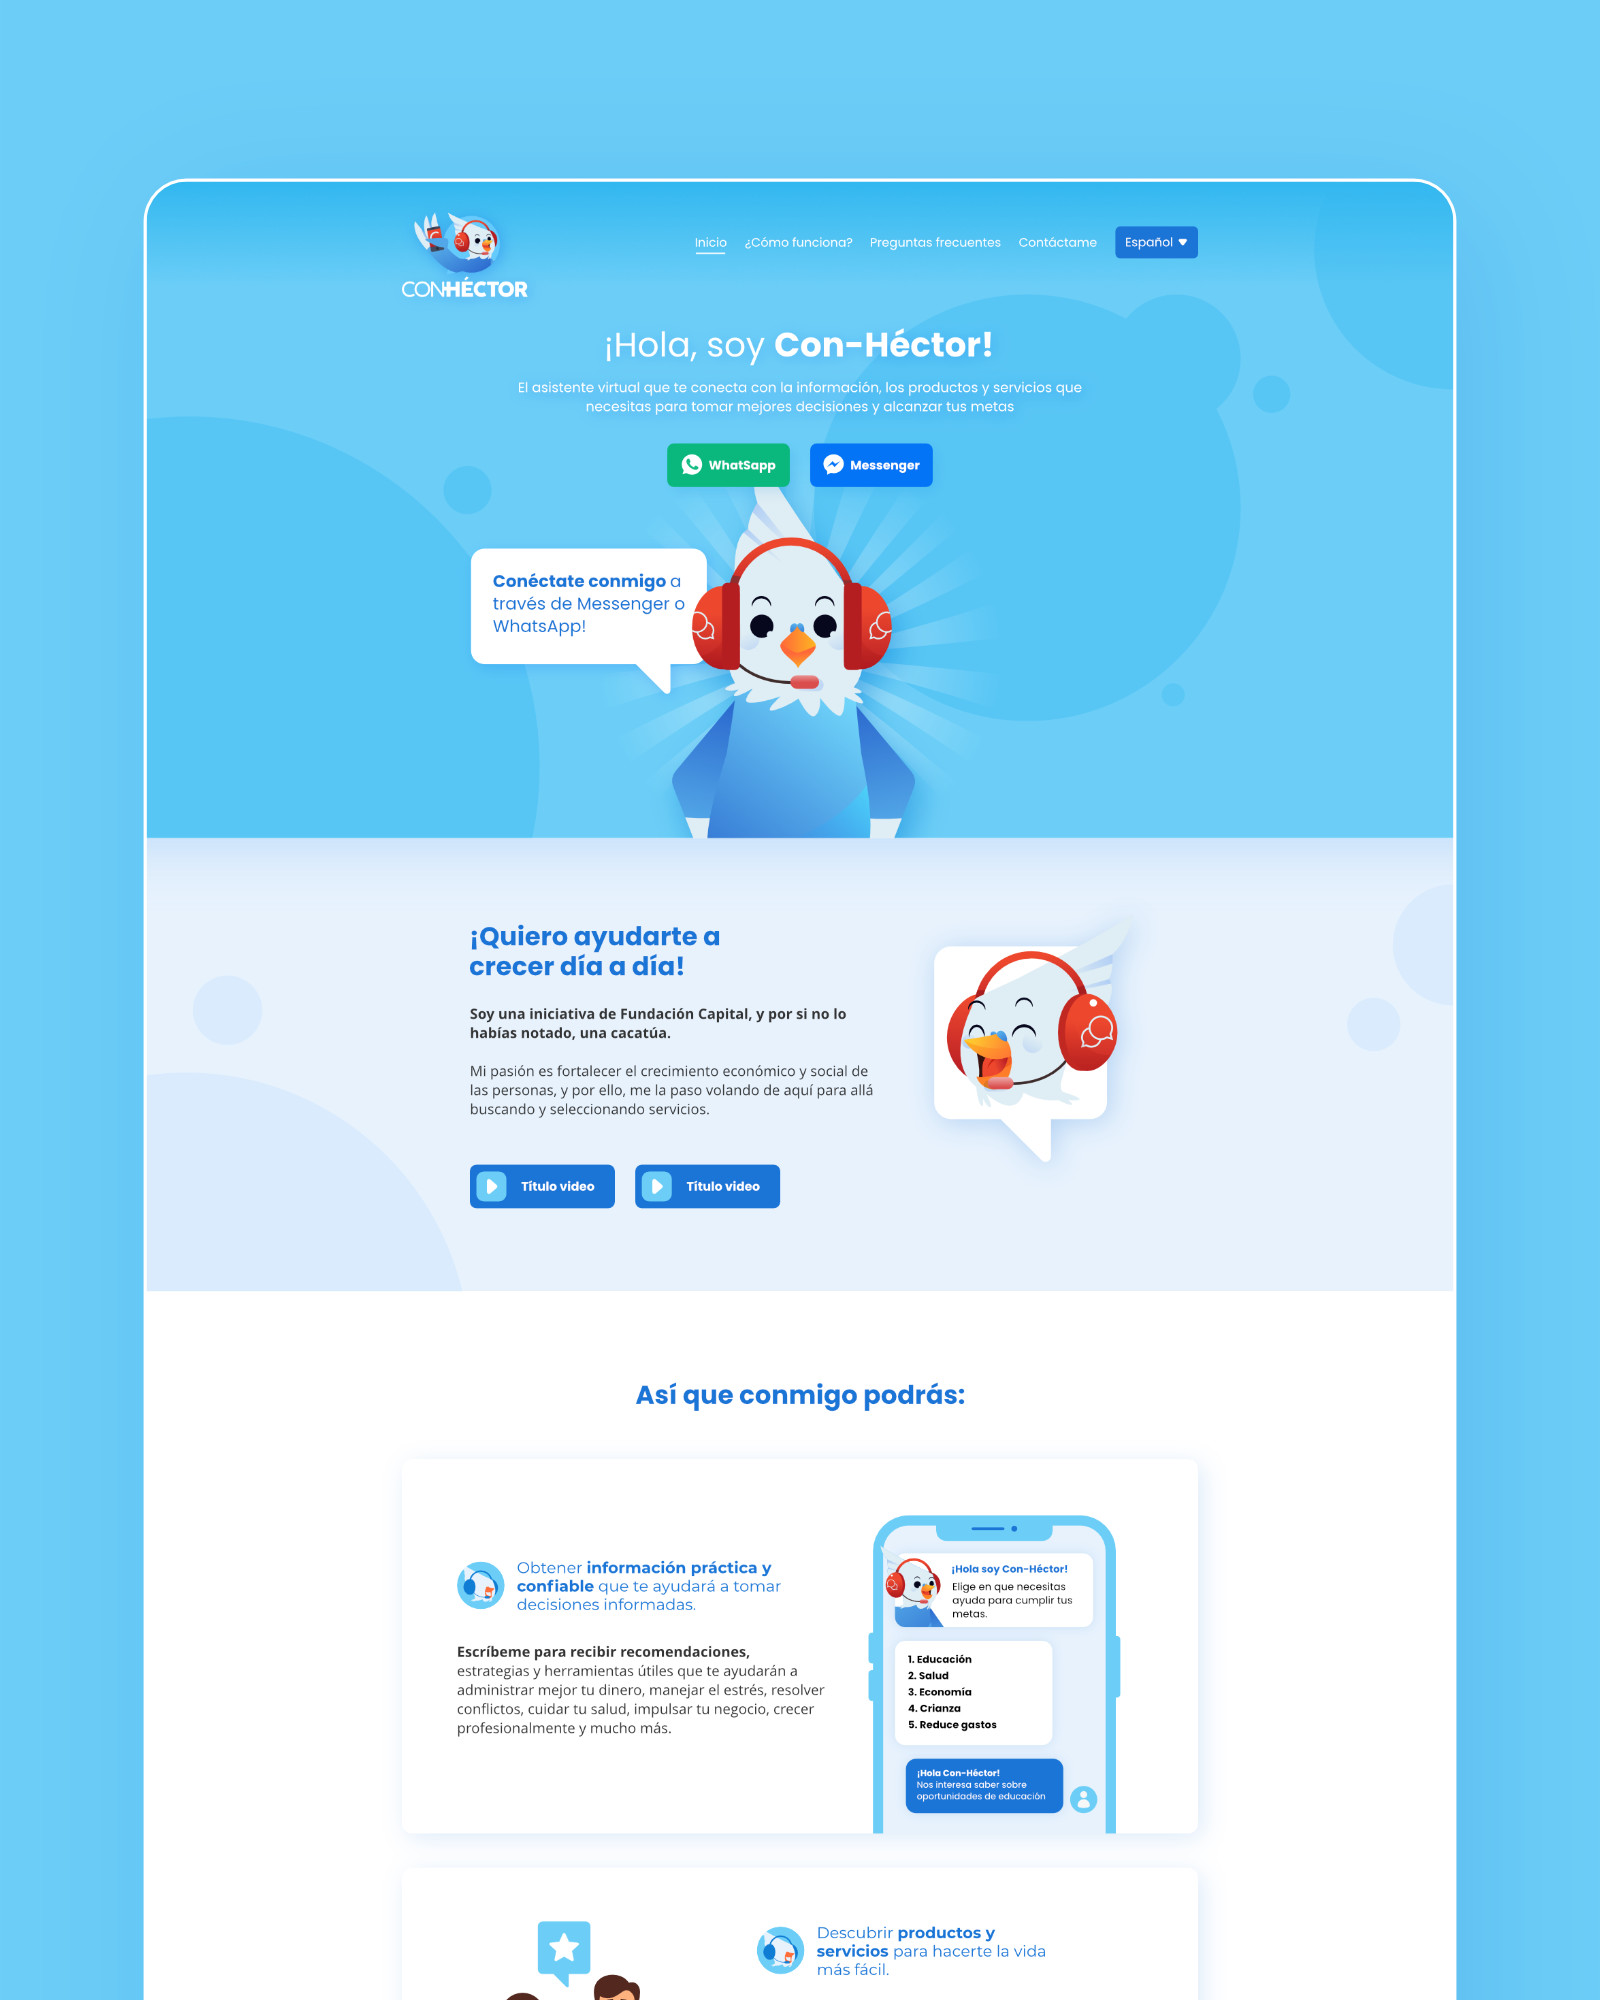 CONHÉCTOR
Inicio ¿Cómo funciona? Preguntas frecuentes Contáctame Español
¡Hola, soy Con-Héctor!
El asistente virtual que te conecta con la información, los productos y servicios que
necesitas para tomar mejores decisiones y alcanzar tus metas
WhatSapp Messenger
Conéctate conmigo a
través de Messenger o
WhatsApp!
¡Quiero ayudarte a
crecer día a día!
Soy una iniciativa de Fundación Capital, y por si no lo
habías notado, una cacatúa.
Mi pasión es fortalecer el crecimiento económico y social de
las personas, y por ello, me la paso volando de aquí para allá
buscando y seleccionando servicios.
Título video Título video
Así que conmigo podrás:
Obtener información práctica y
confiable que te ayudará a tomar
decisiones informadas.
Escríbeme para recibir recomendaciones,
estrategias y herramientas útiles que te ayudarán a
administrar mejor tu dinero, manejar el estrés, resolver
conflictos, cuidar tu salud, impulsar tu negocio, crecer
profesionalmente y mucho más.
¡Hola soy Con-Héctor!
Elige en que necesitas
ayuda para cumplir tus
metas.
1. Educación
2. Salud
3. Economía
4. Crianza
5. Reduce gastos
¡Hola Con-Héctor!
Nos interesa saber sobre
oportunidades de educación
Descubrir productos y
servicios para hacerte la vida
más fácil.